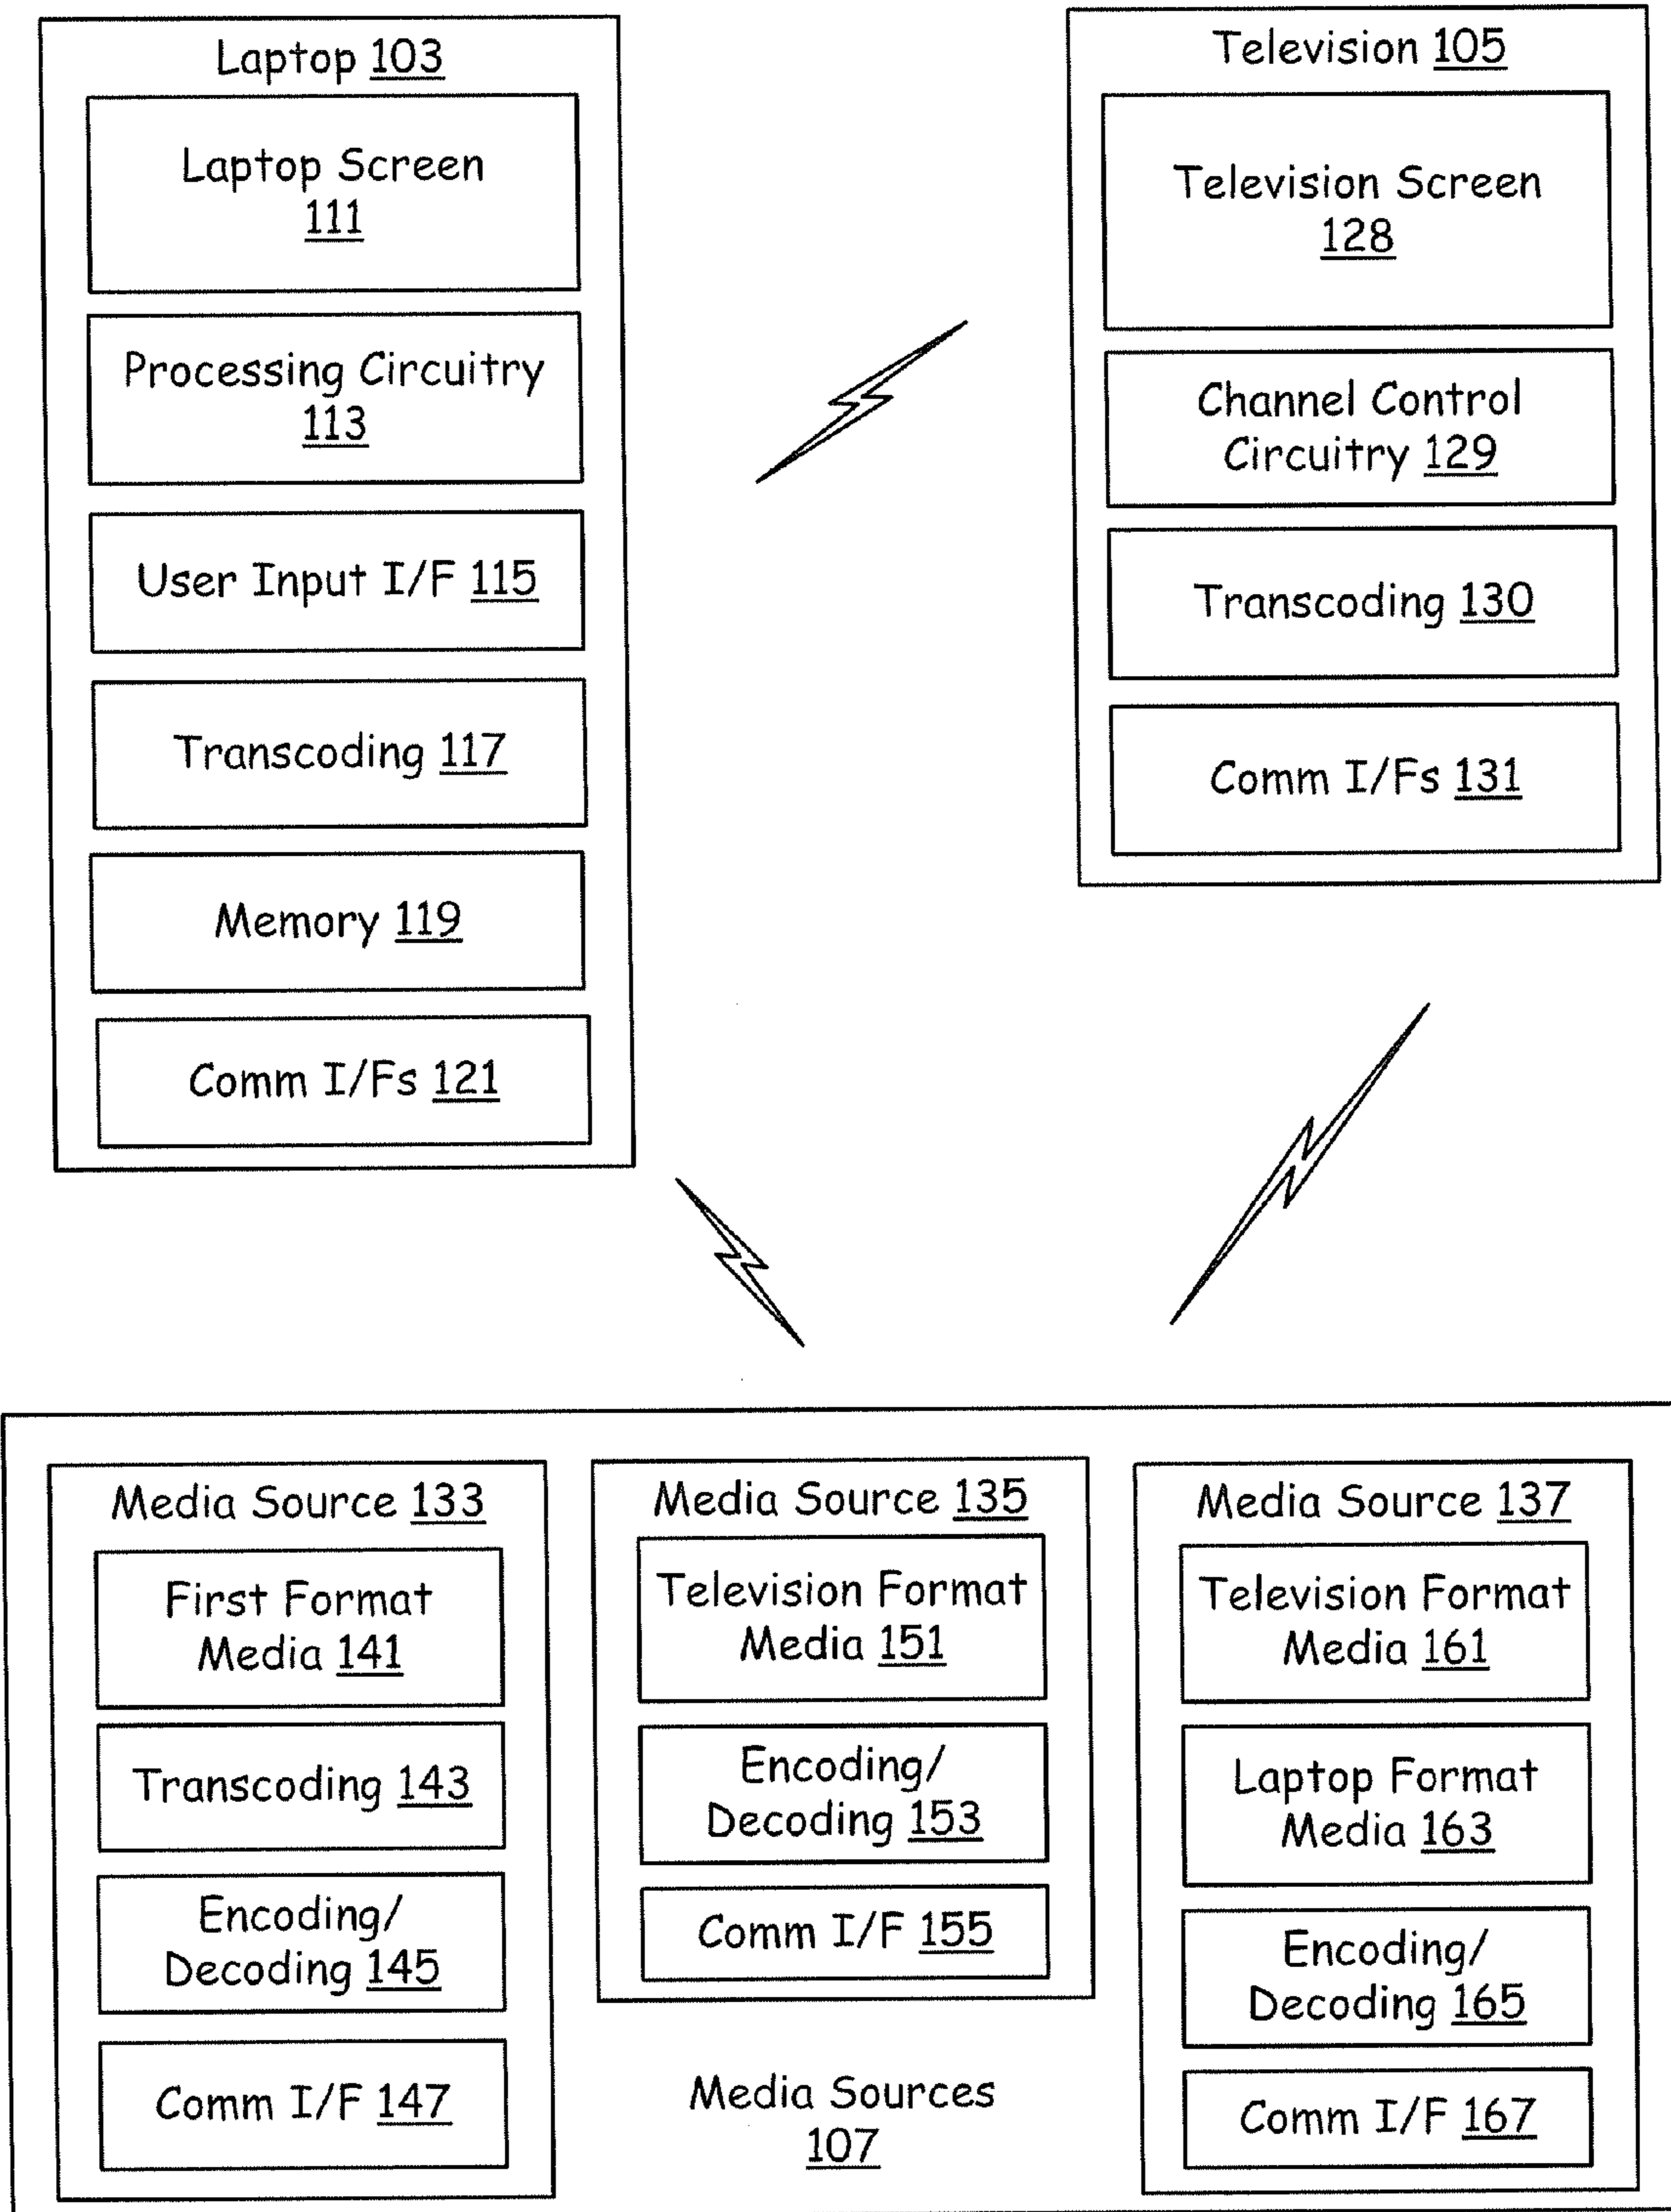 Laptop 103
Laptop Screen
111
Processing Circuitry
113
User Input I/F 115
Transcoding 117
Memory 119
Comm I/Fs 121
Television 105
Television Screen
128
Channel Control
Circuitry 129
Transcoding 130
Comm I/Fs 131
Media Source 133
First Format
Media 141
Transcoding 143
Encoding/
Decoding 145
Comm I/F 147
Media Source 135
Television Format
Media 151
Encoding/
Decoding 153
Comm I/F 155
Media Sources
107
Media Source 137
Television Format
Media 161
Laptop Format
Media 163
Encoding/
Decoding 165
Comm I/F 167